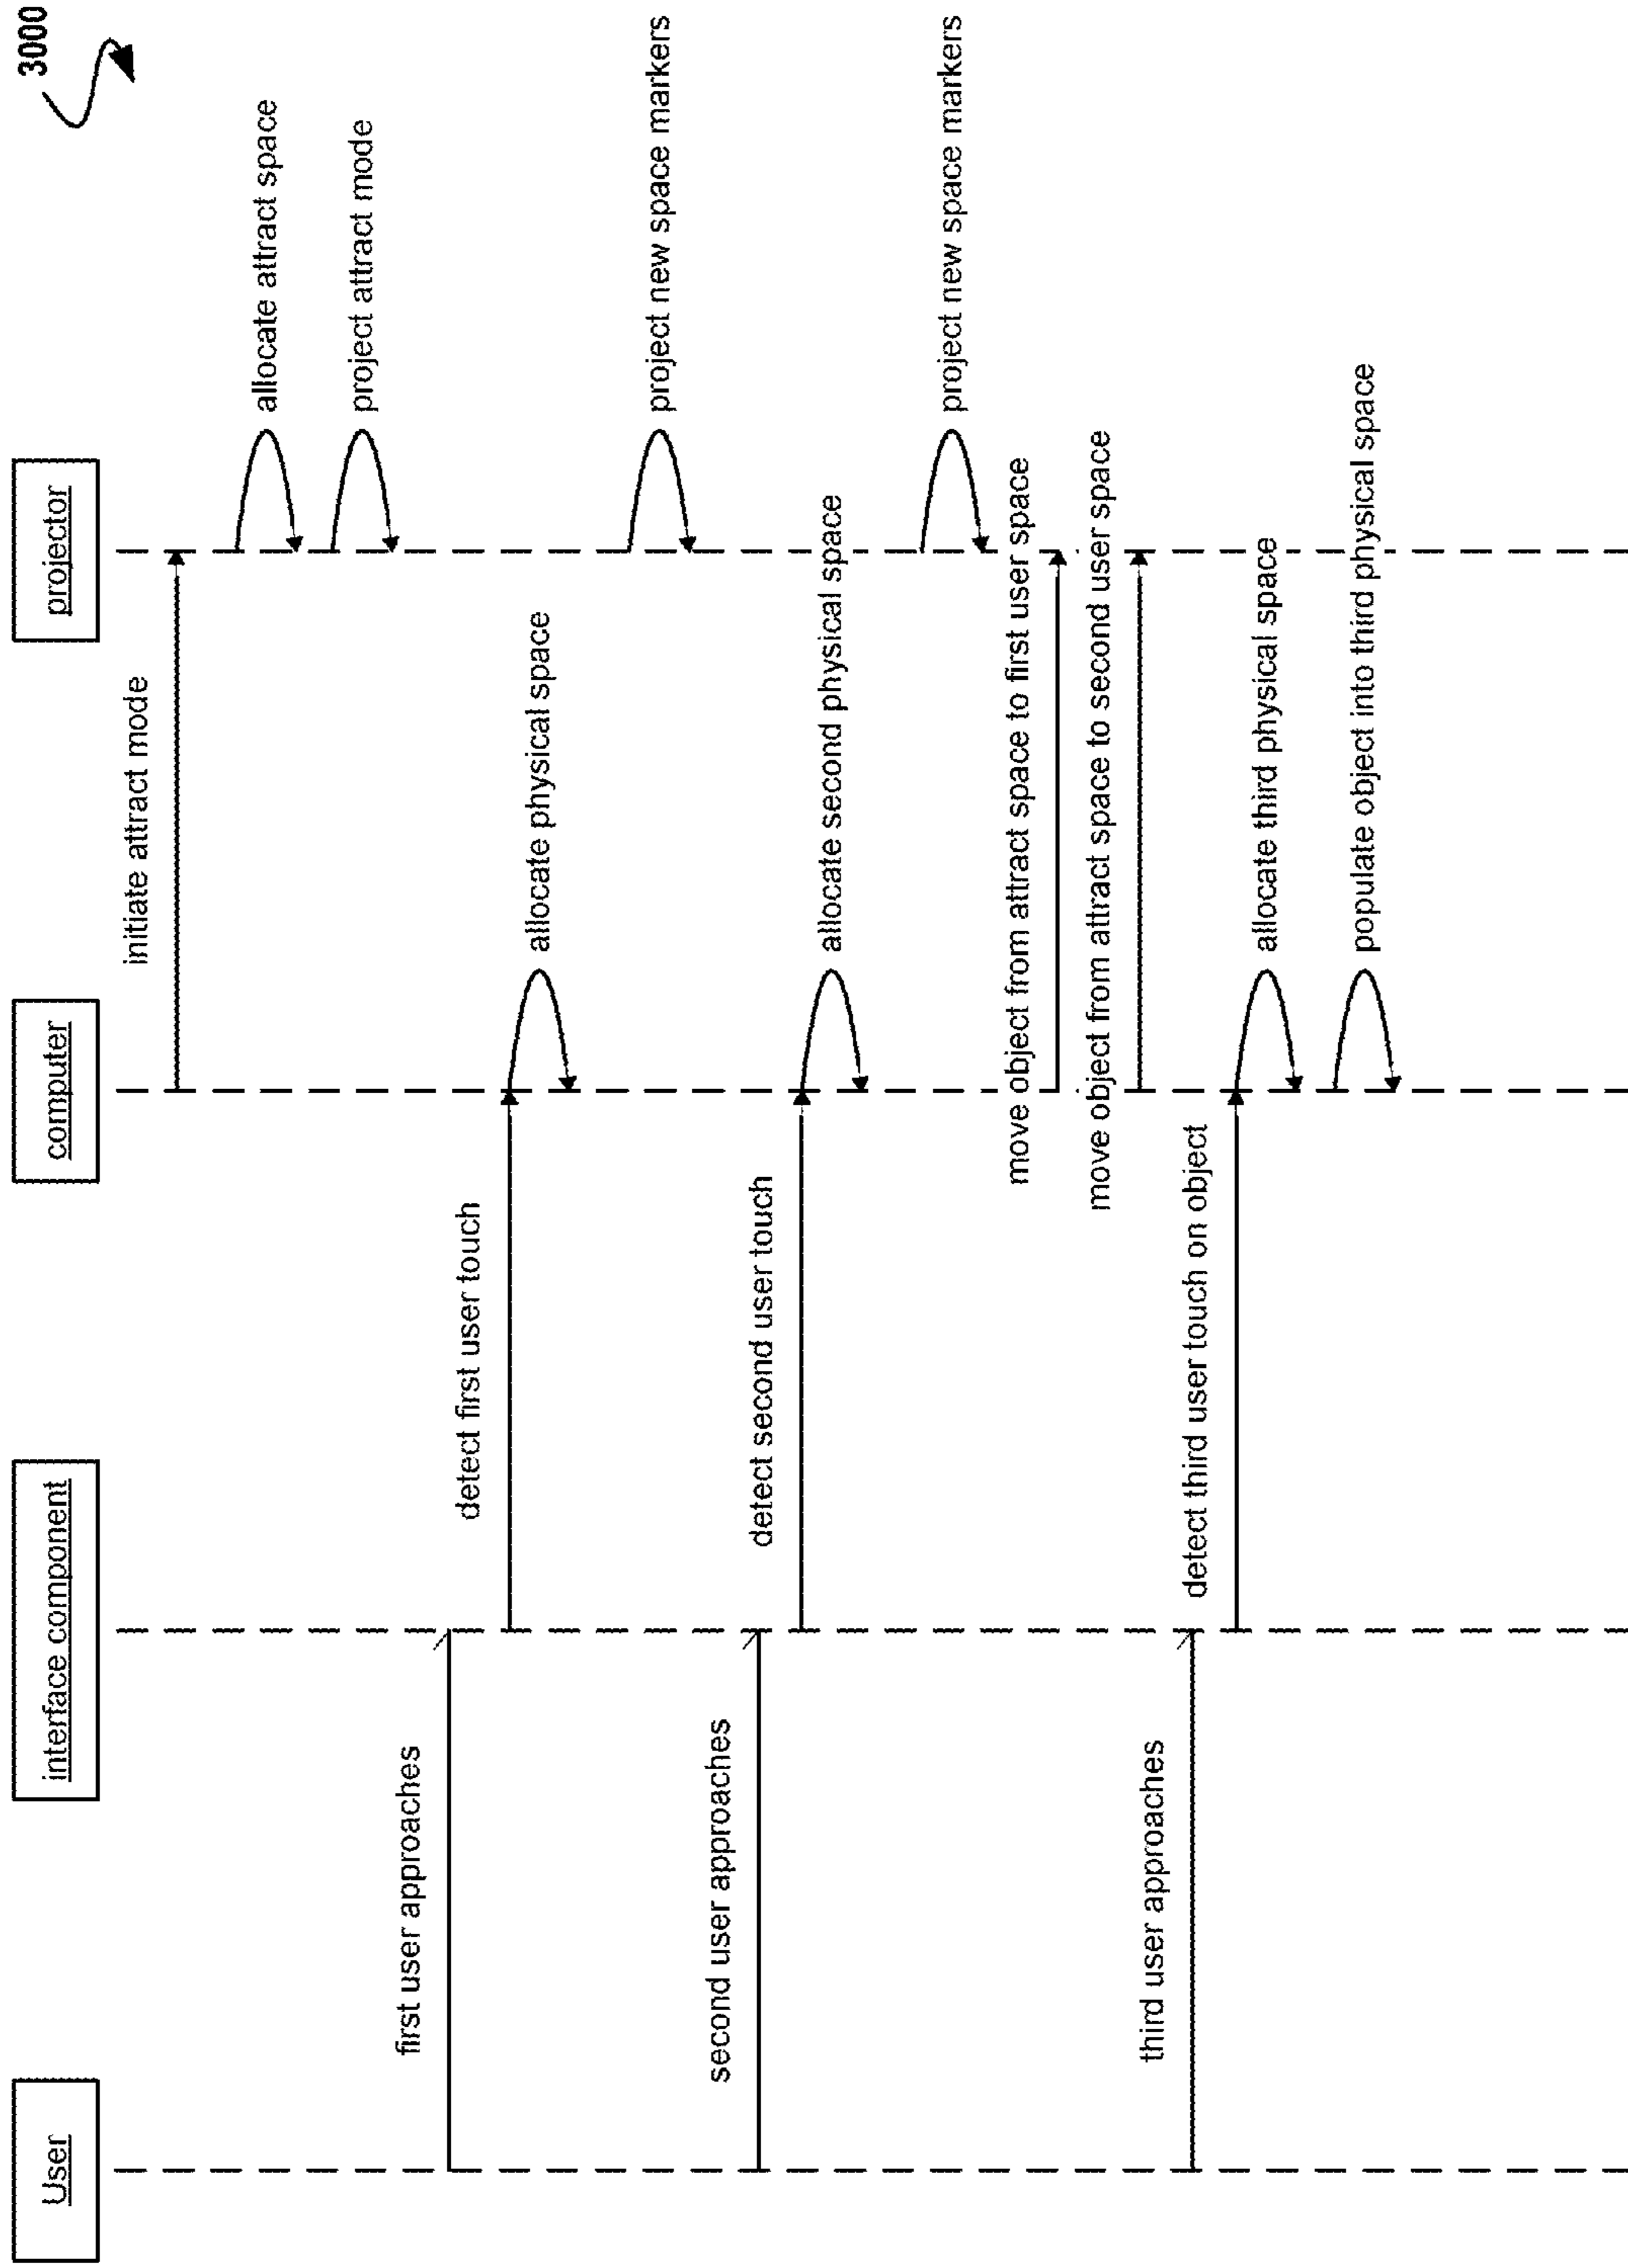 3000
User
interface component
computer
projector
initiate attract mode
allocate attract space
project attract mode
first user approaches
detect first user touch
allocate physical space
project new space markers
second user approaches
detect second user touch
allocate second physical space
project new space markers
move object from attract space to first user space
move object from attract space to second user space
third user approaches
detect third user touch on object
allocate third physical space
populate object into third physical space